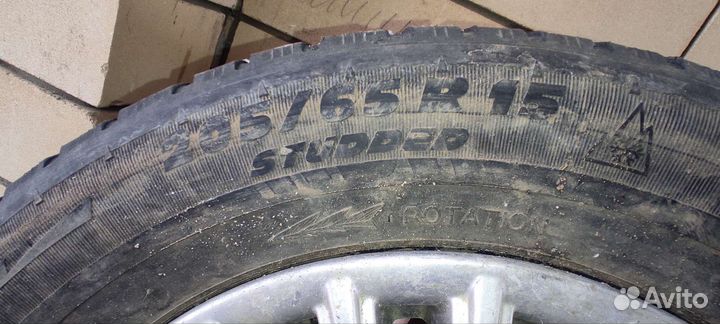 205/65 R 15
STUDDED
ROTATION
Avito